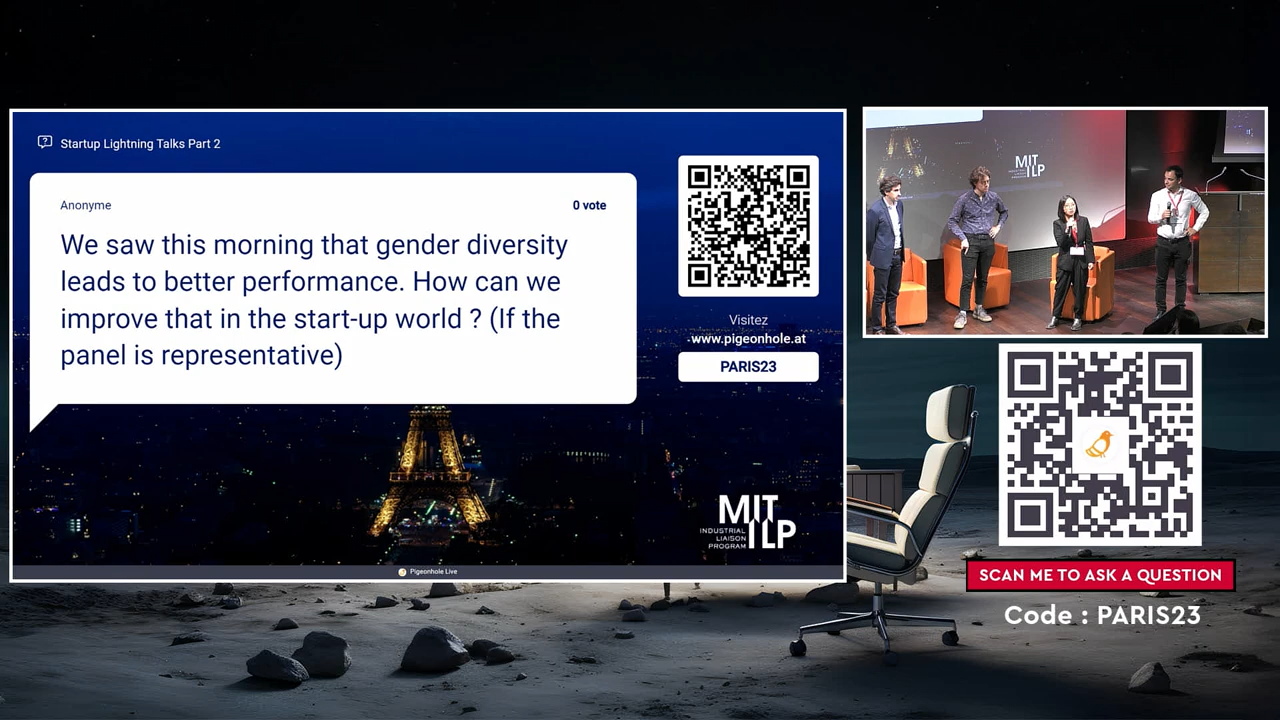 Startup Lightning Talks Part 2
Anonyme
0 vote
We saw this morning that gender diversity
leads to better performance. How can we
improve that in the start-up world ? (If the
panel is representative)
Visitez
www.pigeonhole.at
PARIS23
MIT
ILP
INDUSTRIAL
LIAISON
PROGRAM
Pigeonhole Live
MIT
ILP
SCAN ME TO ASK A QUESTION
Code : PARIS23